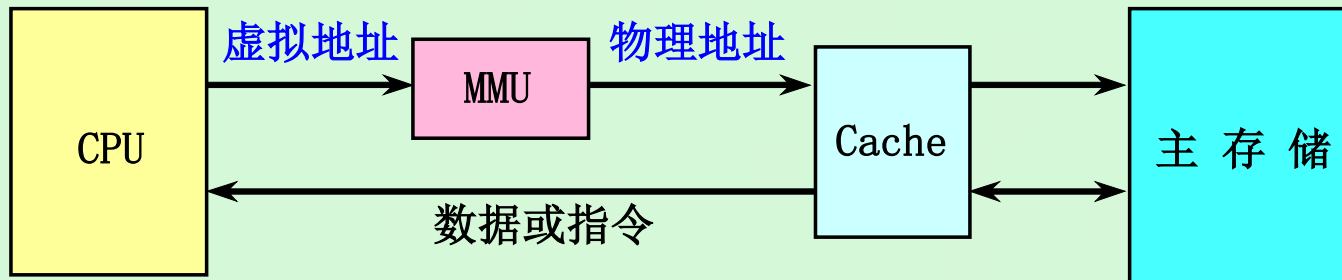 虚拟地址
物理地址
MMU
CPU
Cache
主 存 储
数据或指令